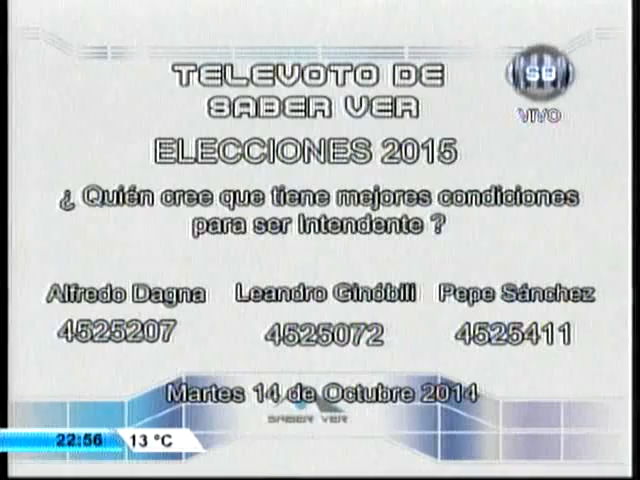 TELEVOTO DE
SABER VER
SB
VIVO
ELECCIONES 2015
¿ Quién cree que tiene mejores condiciones
para ser Intendente ?
Alfredo Dagna Leandro Ginóbili Pepe Sánchez
4525207 4525072 4525411
Martes 14 de Octubre 2014
SABER VER
22:56 13 °C